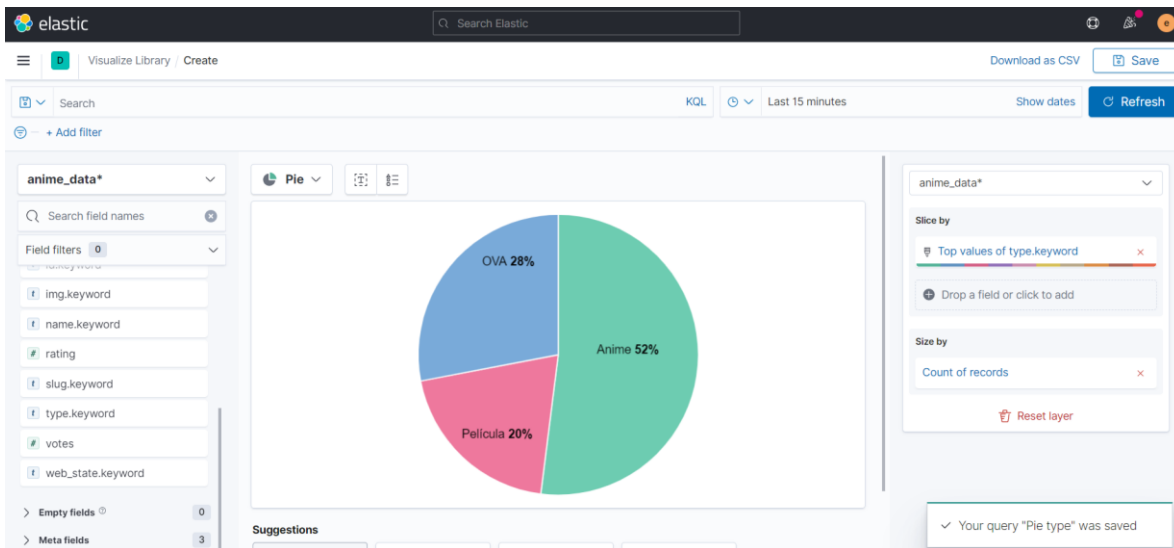 elastic
Search Elastic
e
D Visualize Library / Create
Download as CSV
Save
Search
KQL
Last 15 minutes
Show dates
Refresh
+ Add filter
anime_data*
Search field names
Field filters 0
id.keyword
t img.keyword
t name.keyword
# rating
t slug.keyword
t type.keyword
# votes
t web_state.keyword
Empty fields 0
Meta fields 3
Pie
OVA 28%
Anime 52%
Película 20%
Suggestions
anime_data*
Slice by
Top values of type.keyword
Drop a field or click to add
Size by
Count of records
Reset layer
Your query "Pie type" was saved